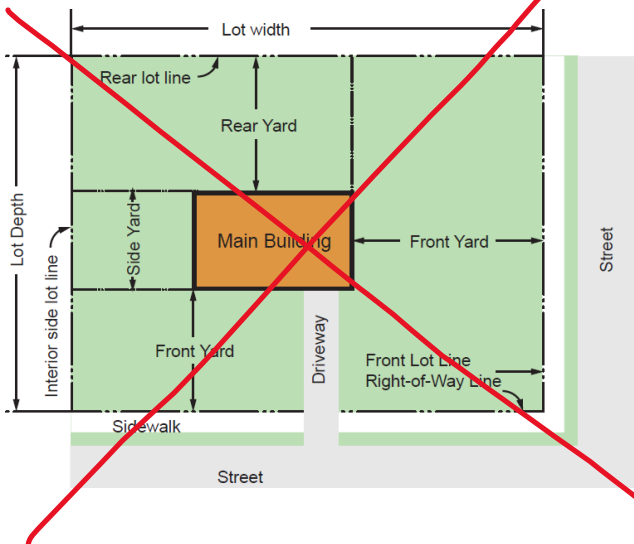 Lot width
Rear lot line
Rear Yard
Lot Depth
Interior side lot line
Side Yard
Main Building
Front Yard
Street
Front Yard
Driveway
Front Lot Line
Right-of-Way Line
Sidewalk
Street